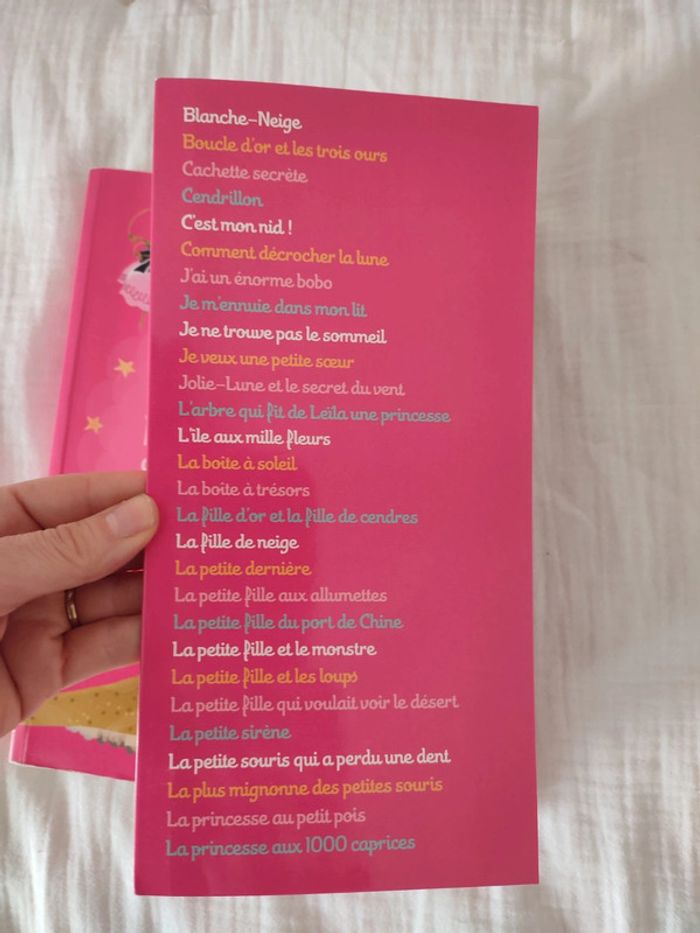 Blanche-Neige
Boucle d'or et les trois ours
Cachette secrète
Cendrillon
C'est mon nid !
Comment décrocher la lune
J'ai un énorme bobo
Je m'ennuie dans mon lit
Je ne trouve pas le sommeil
Je veux une petite sœur
Jolie-Lune et le secret du vent
L'arbre qui fit de Leïla une princesse
L'île aux mille fleurs
La boîte à soleil
La boîte à trésors
La fille d'or et la fille de cendres
La fille de neige
La petite dernière
La petite fille aux allumettes
La petite fille du port de Chine
La petite fille et le monstre
La petite fille et les loups
La petite fille qui voulait voir le désert
La petite sirène
La petite souris qui a perdu une dent
La plus mignonne des petites souris
La princesse au petit pois
La princesse aux 1000 caprices